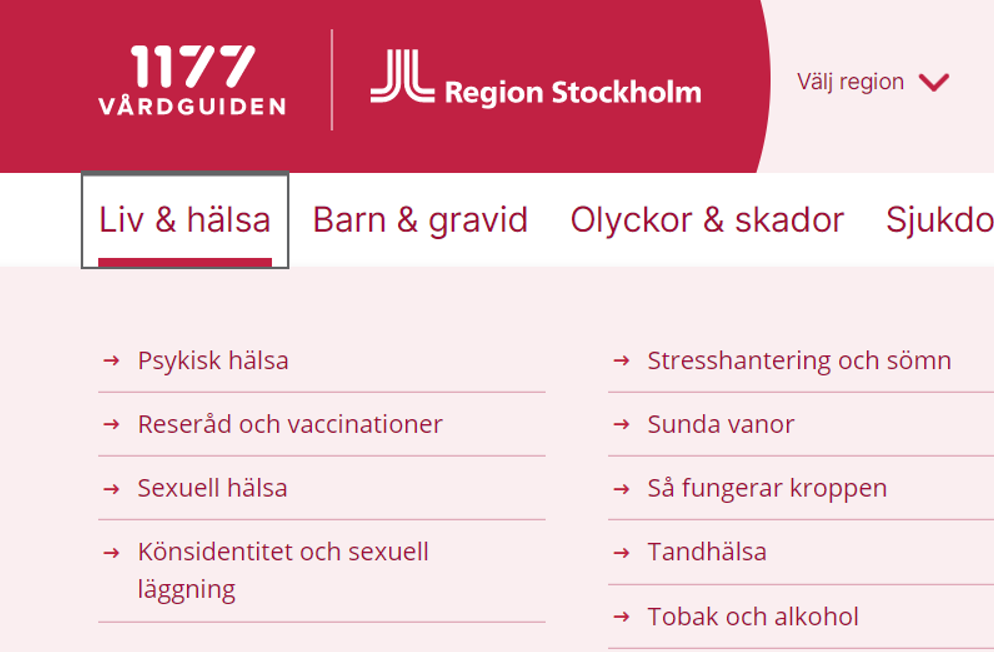 1177
VÅRDGUIDEN
Region Stockholm
Välj region
Liv & hälsa
Barn & gravid
Olyckor & skador
Sjukdo
Psykisk hälsa
Reseråd och vaccinationer
Sexuell hälsa
Könsidentitet och sexuell
läggning
Stresshantering och sömn
Sunda vanor
Så fungerar kroppen
Tandhälsa
Tobak och alkohol